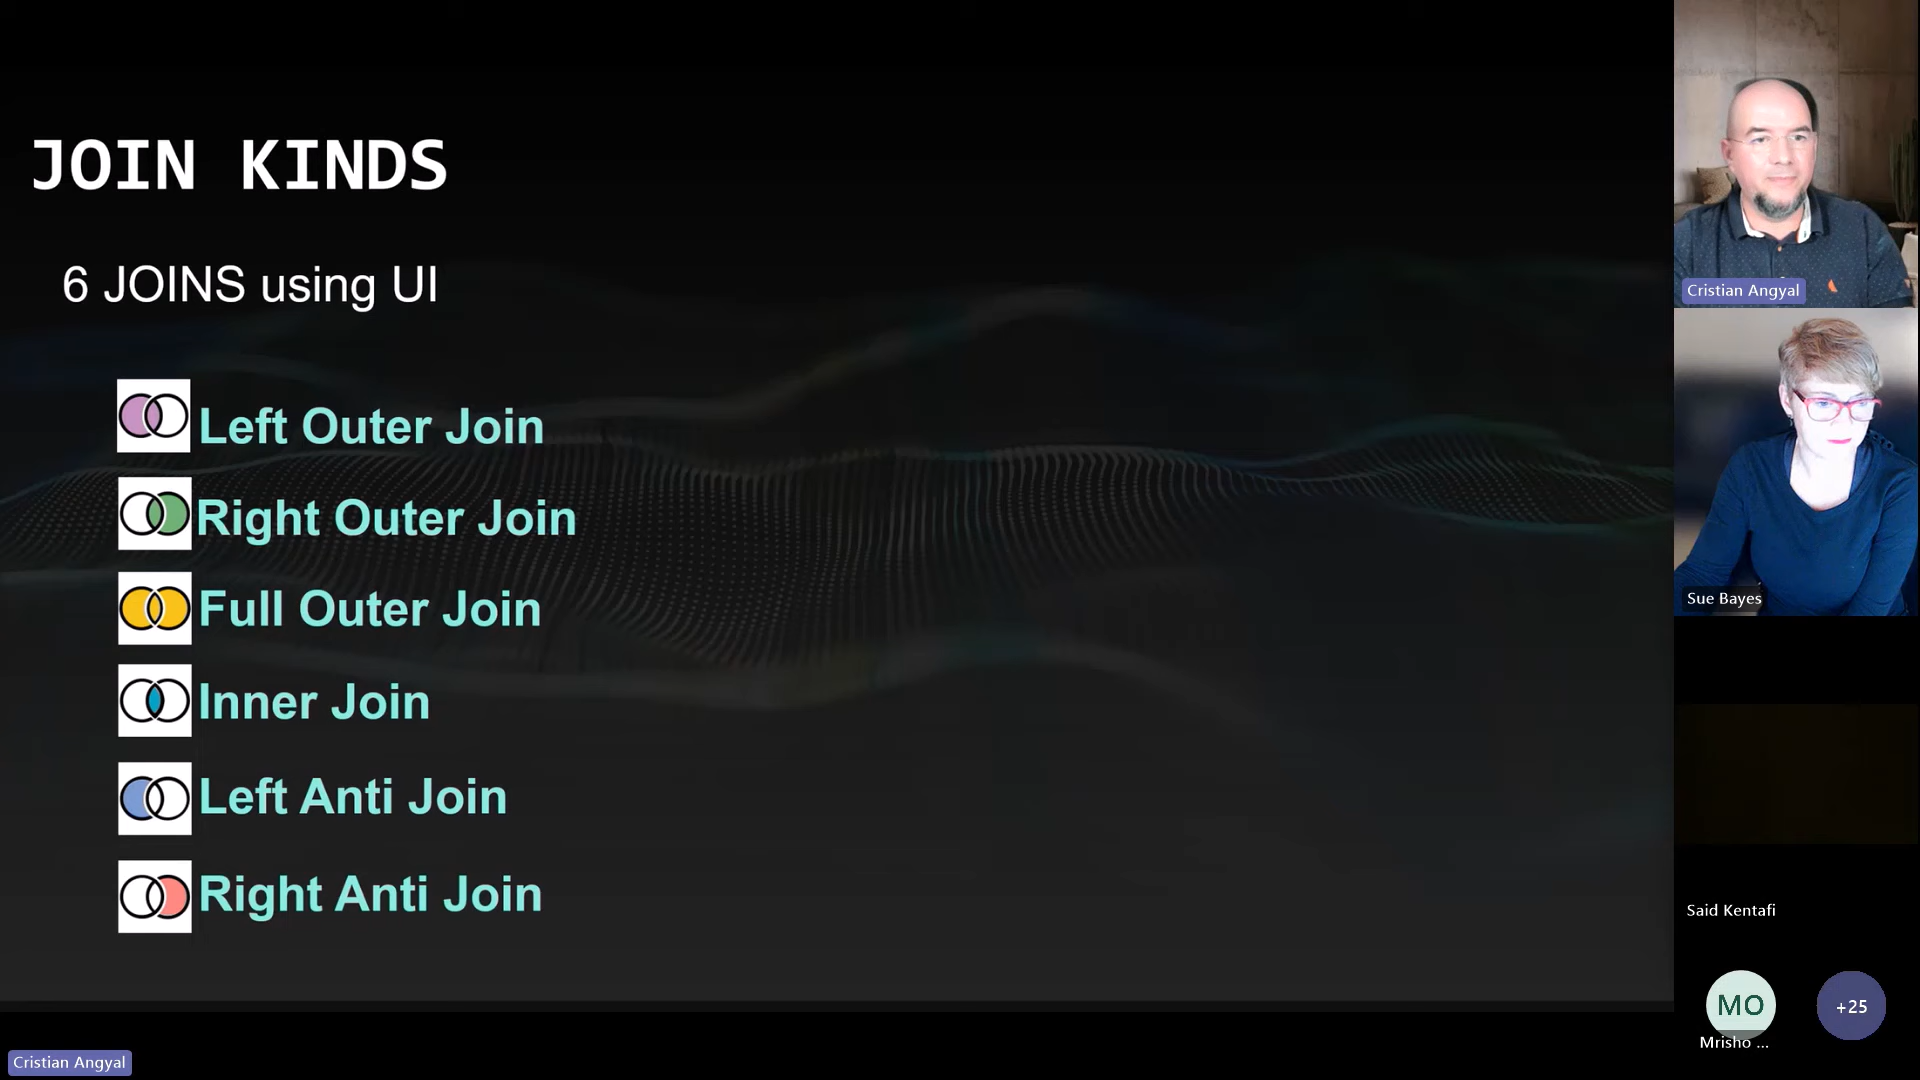 JOIN KINDS
6 JOINS using UI
Left Outer Join
Right Outer Join
Full Outer Join
Inner Join
Left Anti Join
Right Anti Join
Cristian Angyal
Sue Bayes
Said Kentafi
MO
+25
Mrisho ...
Cristian Angyal